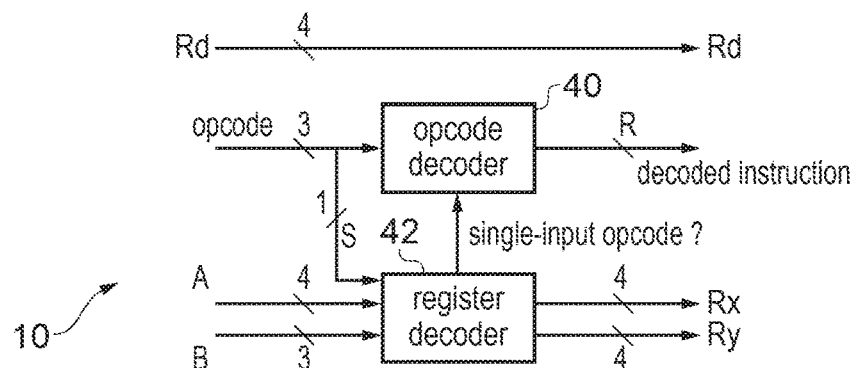 4
Rd Rd
40
opcode 3 opcode decoder R
decoded instruction
1
S
42 single-input opcode ?
A 4 register decoder 4 Rx
10
B 3 4 Ry